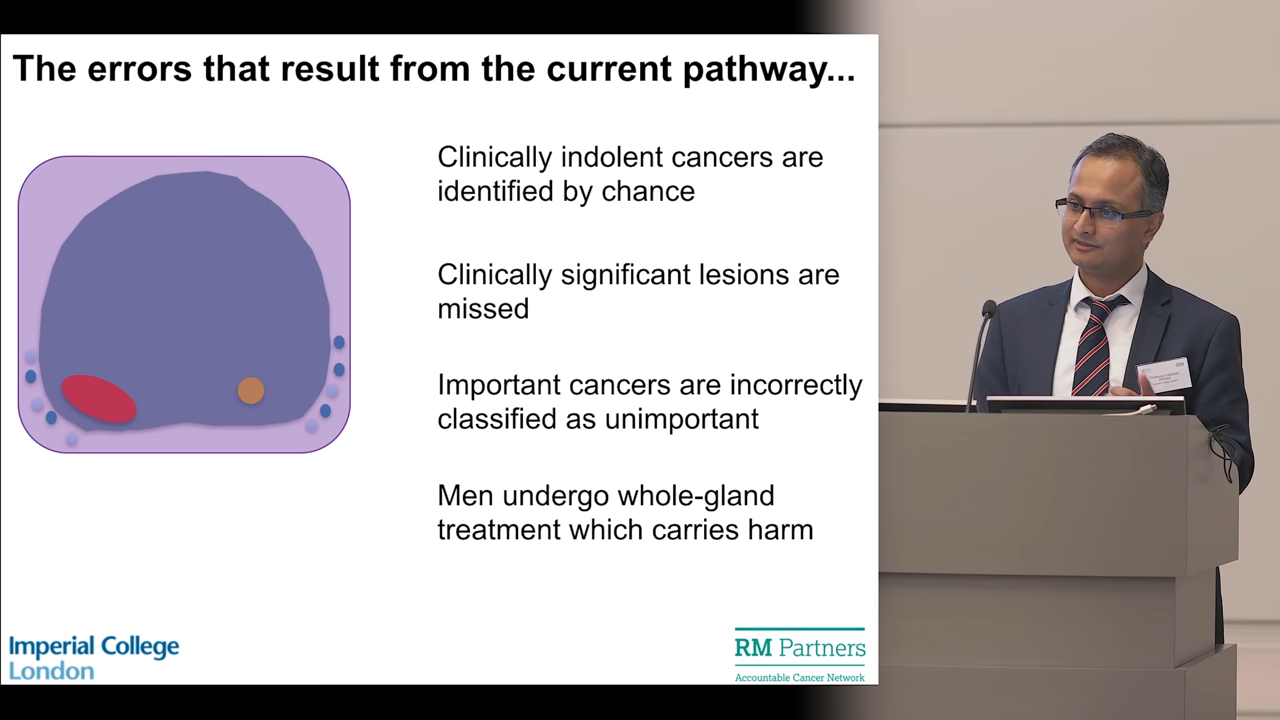 The errors that result from the current pathway...
Clinically indolent cancers are
identified by chance
Clinically significant lesions are
missed
Important cancers are incorrectly
classified as unimportant
Men undergo whole-gland
treatment which carries harm
Imperial College
London
RM Partners
Accountable Cancer Network